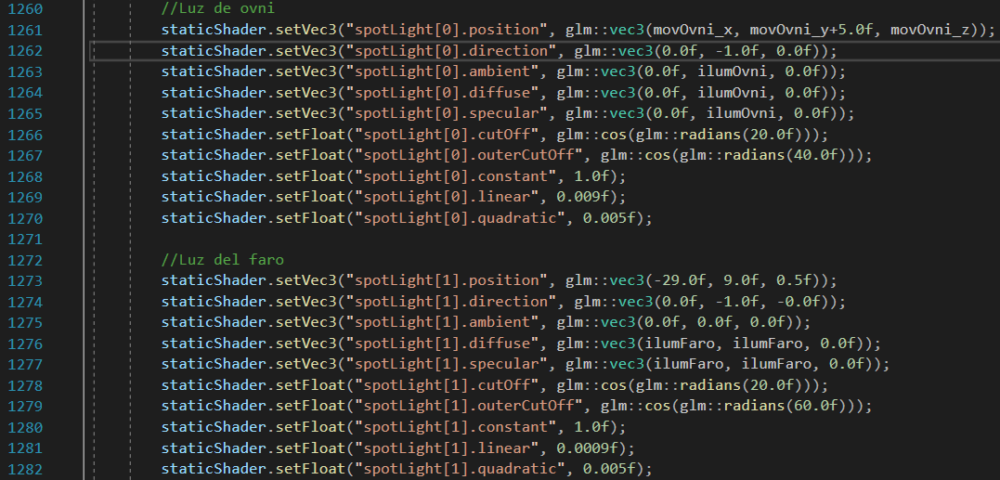 1260 //Luz de ovni
1261 staticShader.setVec3("spotLight[0].position", glm::vec3(movOvni_x, movOvni_y+5.0f, movOvni_z));
1262 staticShader.setVec3("spotLight[0].direction", glm::vec3(0.0f, -1.0f, 0.0f));
1263 staticShader.setVec3("spotLight[0].ambient", glm::vec3(0.0f, ilumOvni, 0.0f));
1264 staticShader.setVec3("spotLight[0].diffuse", glm::vec3(0.0f, ilumOvni, 0.0f));
1265 staticShader.setVec3("spotLight[0].specular", glm::vec3(0.0f, ilumOvni, 0.0f));
1266 staticShader.setFloat("spotLight[0].cutOff", glm::cos(glm::radians(20.0f)));
1267 staticShader.setFloat("spotLight[0].outerCutOff", glm::cos(glm::radians(40.0f)));
1268 staticShader.setFloat("spotLight[0].constant", 1.0f);
1269 staticShader.setFloat("spotLight[0].linear", 0.009f);
1270 staticShader.setFloat("spotLight[0].quadratic", 0.005f);
1271
1272 //Luz del faro
1273 staticShader.setVec3("spotLight[1].position", glm::vec3(-29.0f, 9.0f, 0.5f));
1274 staticShader.setVec3("spotLight[1].direction", glm::vec3(0.0f, -1.0f, -0.0f));
1275 staticShader.setVec3("spotLight[1].ambient", glm::vec3(0.0f, 0.0f, 0.0f));
1276 staticShader.setVec3("spotLight[1].diffuse", glm::vec3(ilumFaro, ilumFaro, 0.0f));
1277 staticShader.setVec3("spotLight[1].specular", glm::vec3(ilumFaro, ilumFaro, 0.0f));
1278 staticShader.setFloat("spotLight[1].cutOff", glm::cos(glm::radians(20.0f)));
1279 staticShader.setFloat("spotLight[1].outerCutOff", glm::cos(glm::radians(60.0f)));
1280 staticShader.setFloat("spotLight[1].constant", 1.0f);
1281 staticShader.setFloat("spotLight[1].linear", 0.0009f);
1282 staticShader.setFloat("spotLight[1].quadratic", 0.005f);